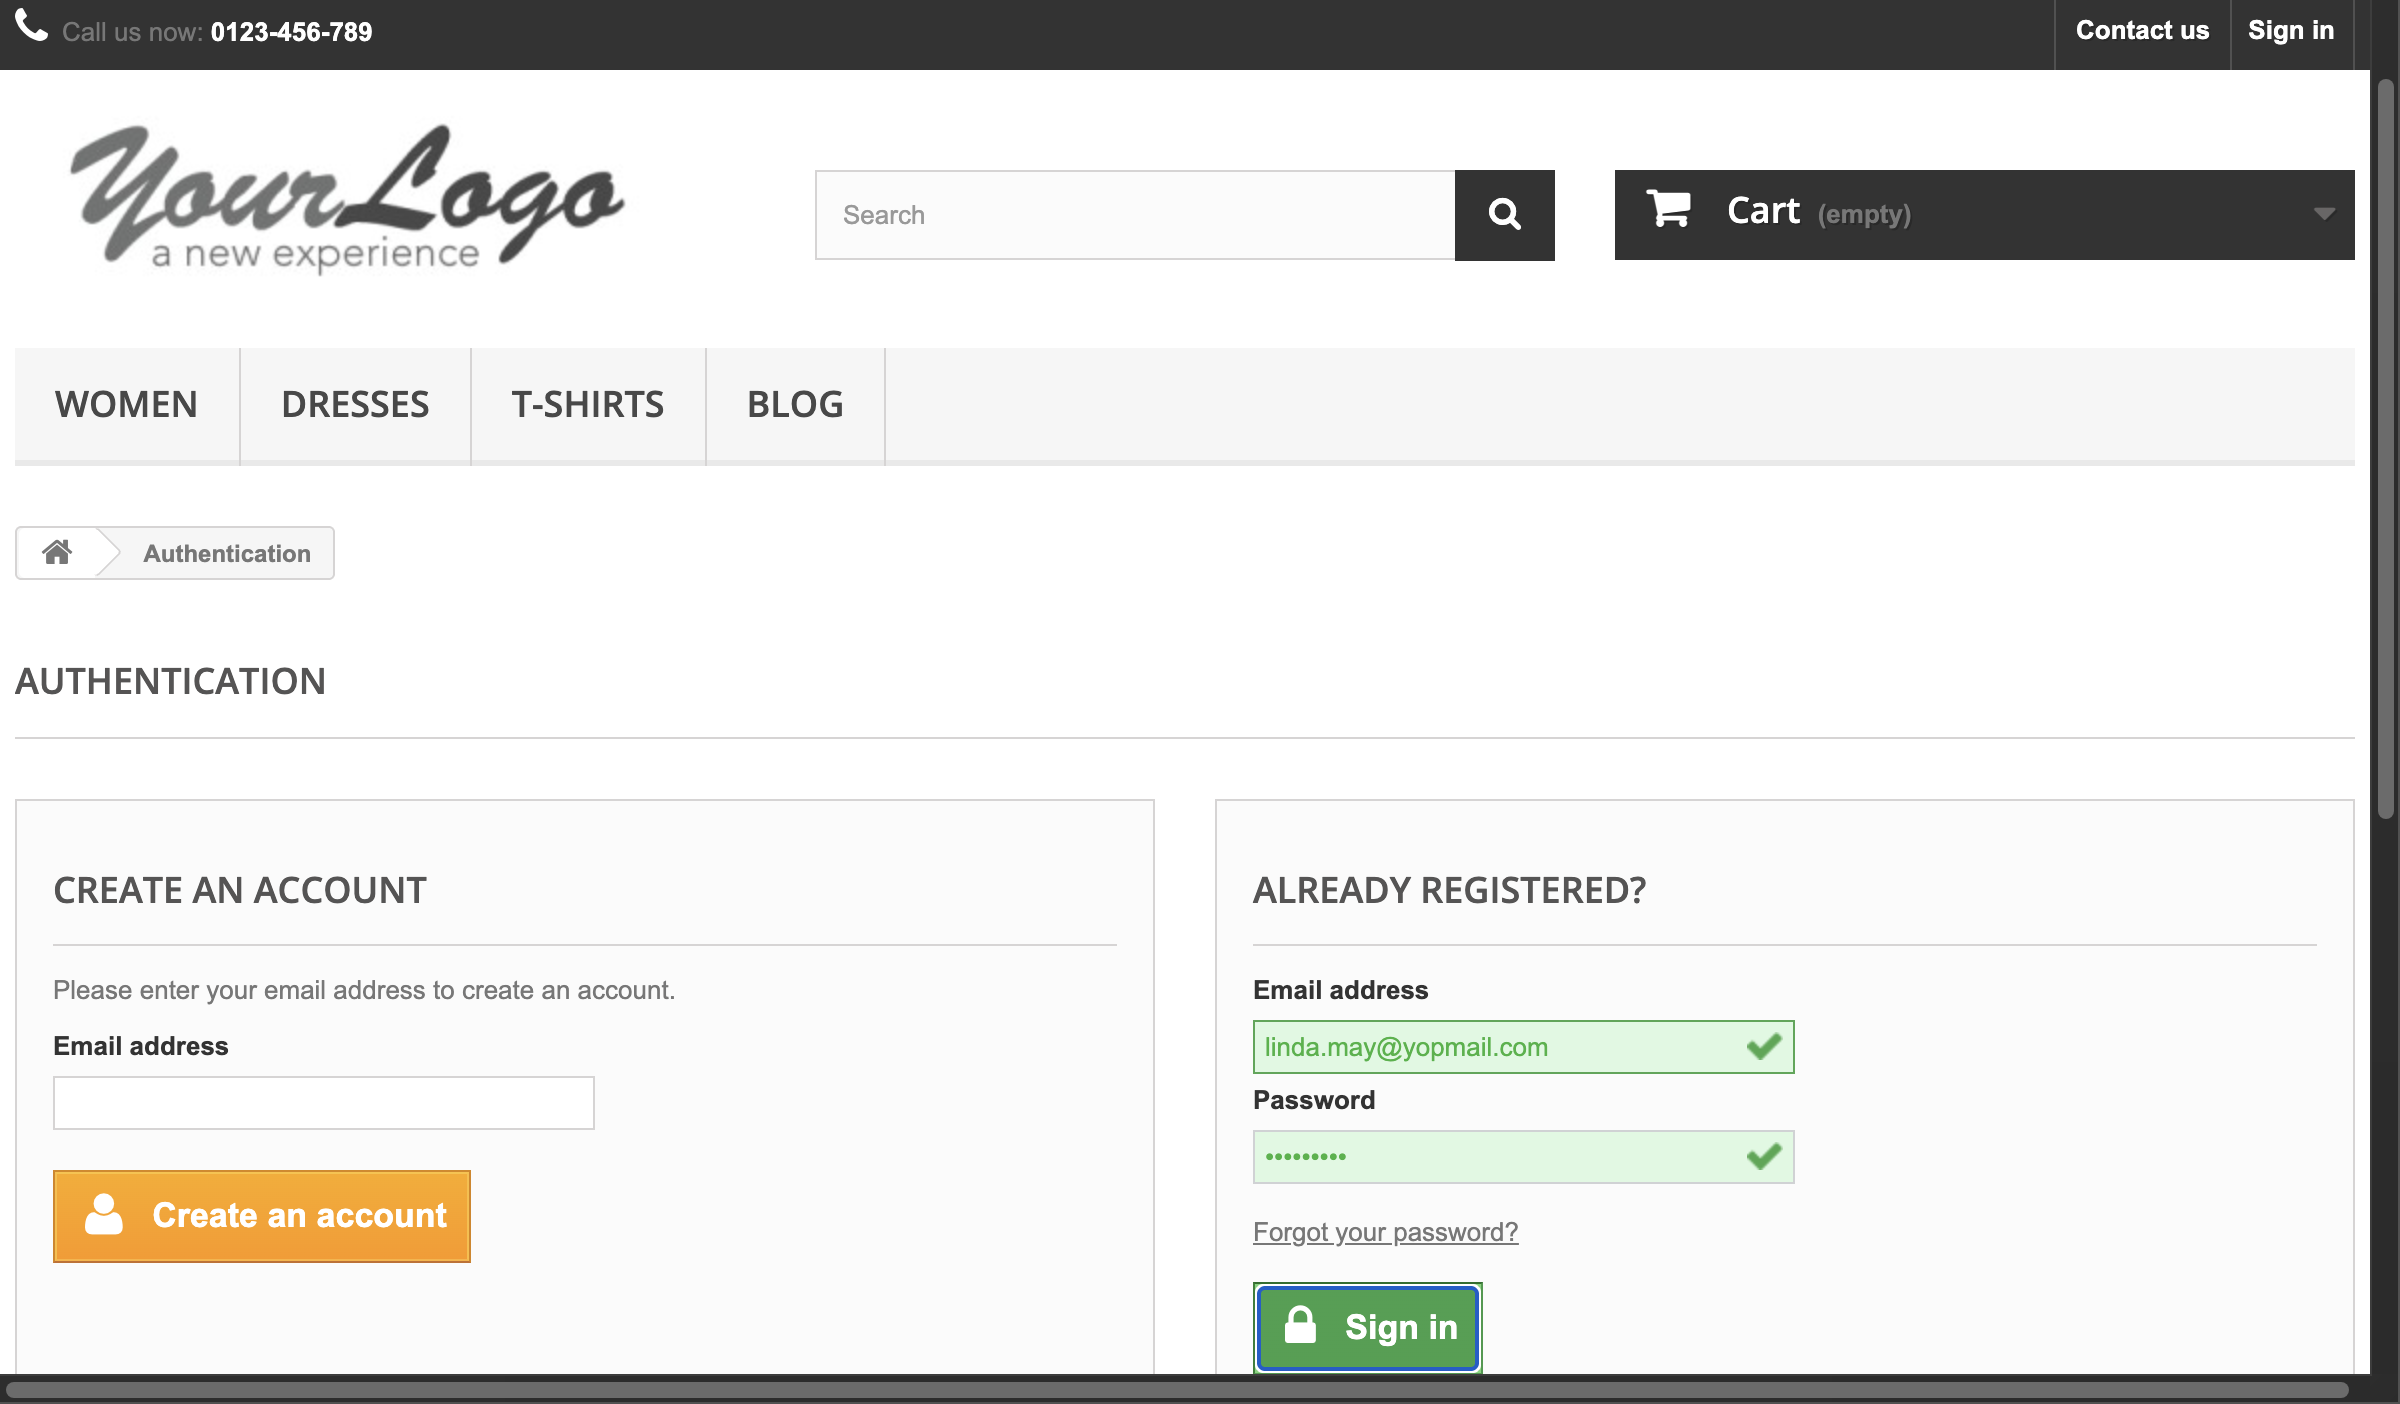 Call us now: 0123-456-789
Contact us
Sign in
YourLogo
a new experience
Search
Cart (empty)
WOMEN
DRESSES
T-SHIRTS
BLOG
Authentication
AUTHENTICATION
CREATE AN ACCOUNT
Please enter your email address to create an account.
Email address
Create an account
ALREADY REGISTERED?
Email address
linda.may@yopmail.com
Password
•••••••••
Forgot your password?
Sign in